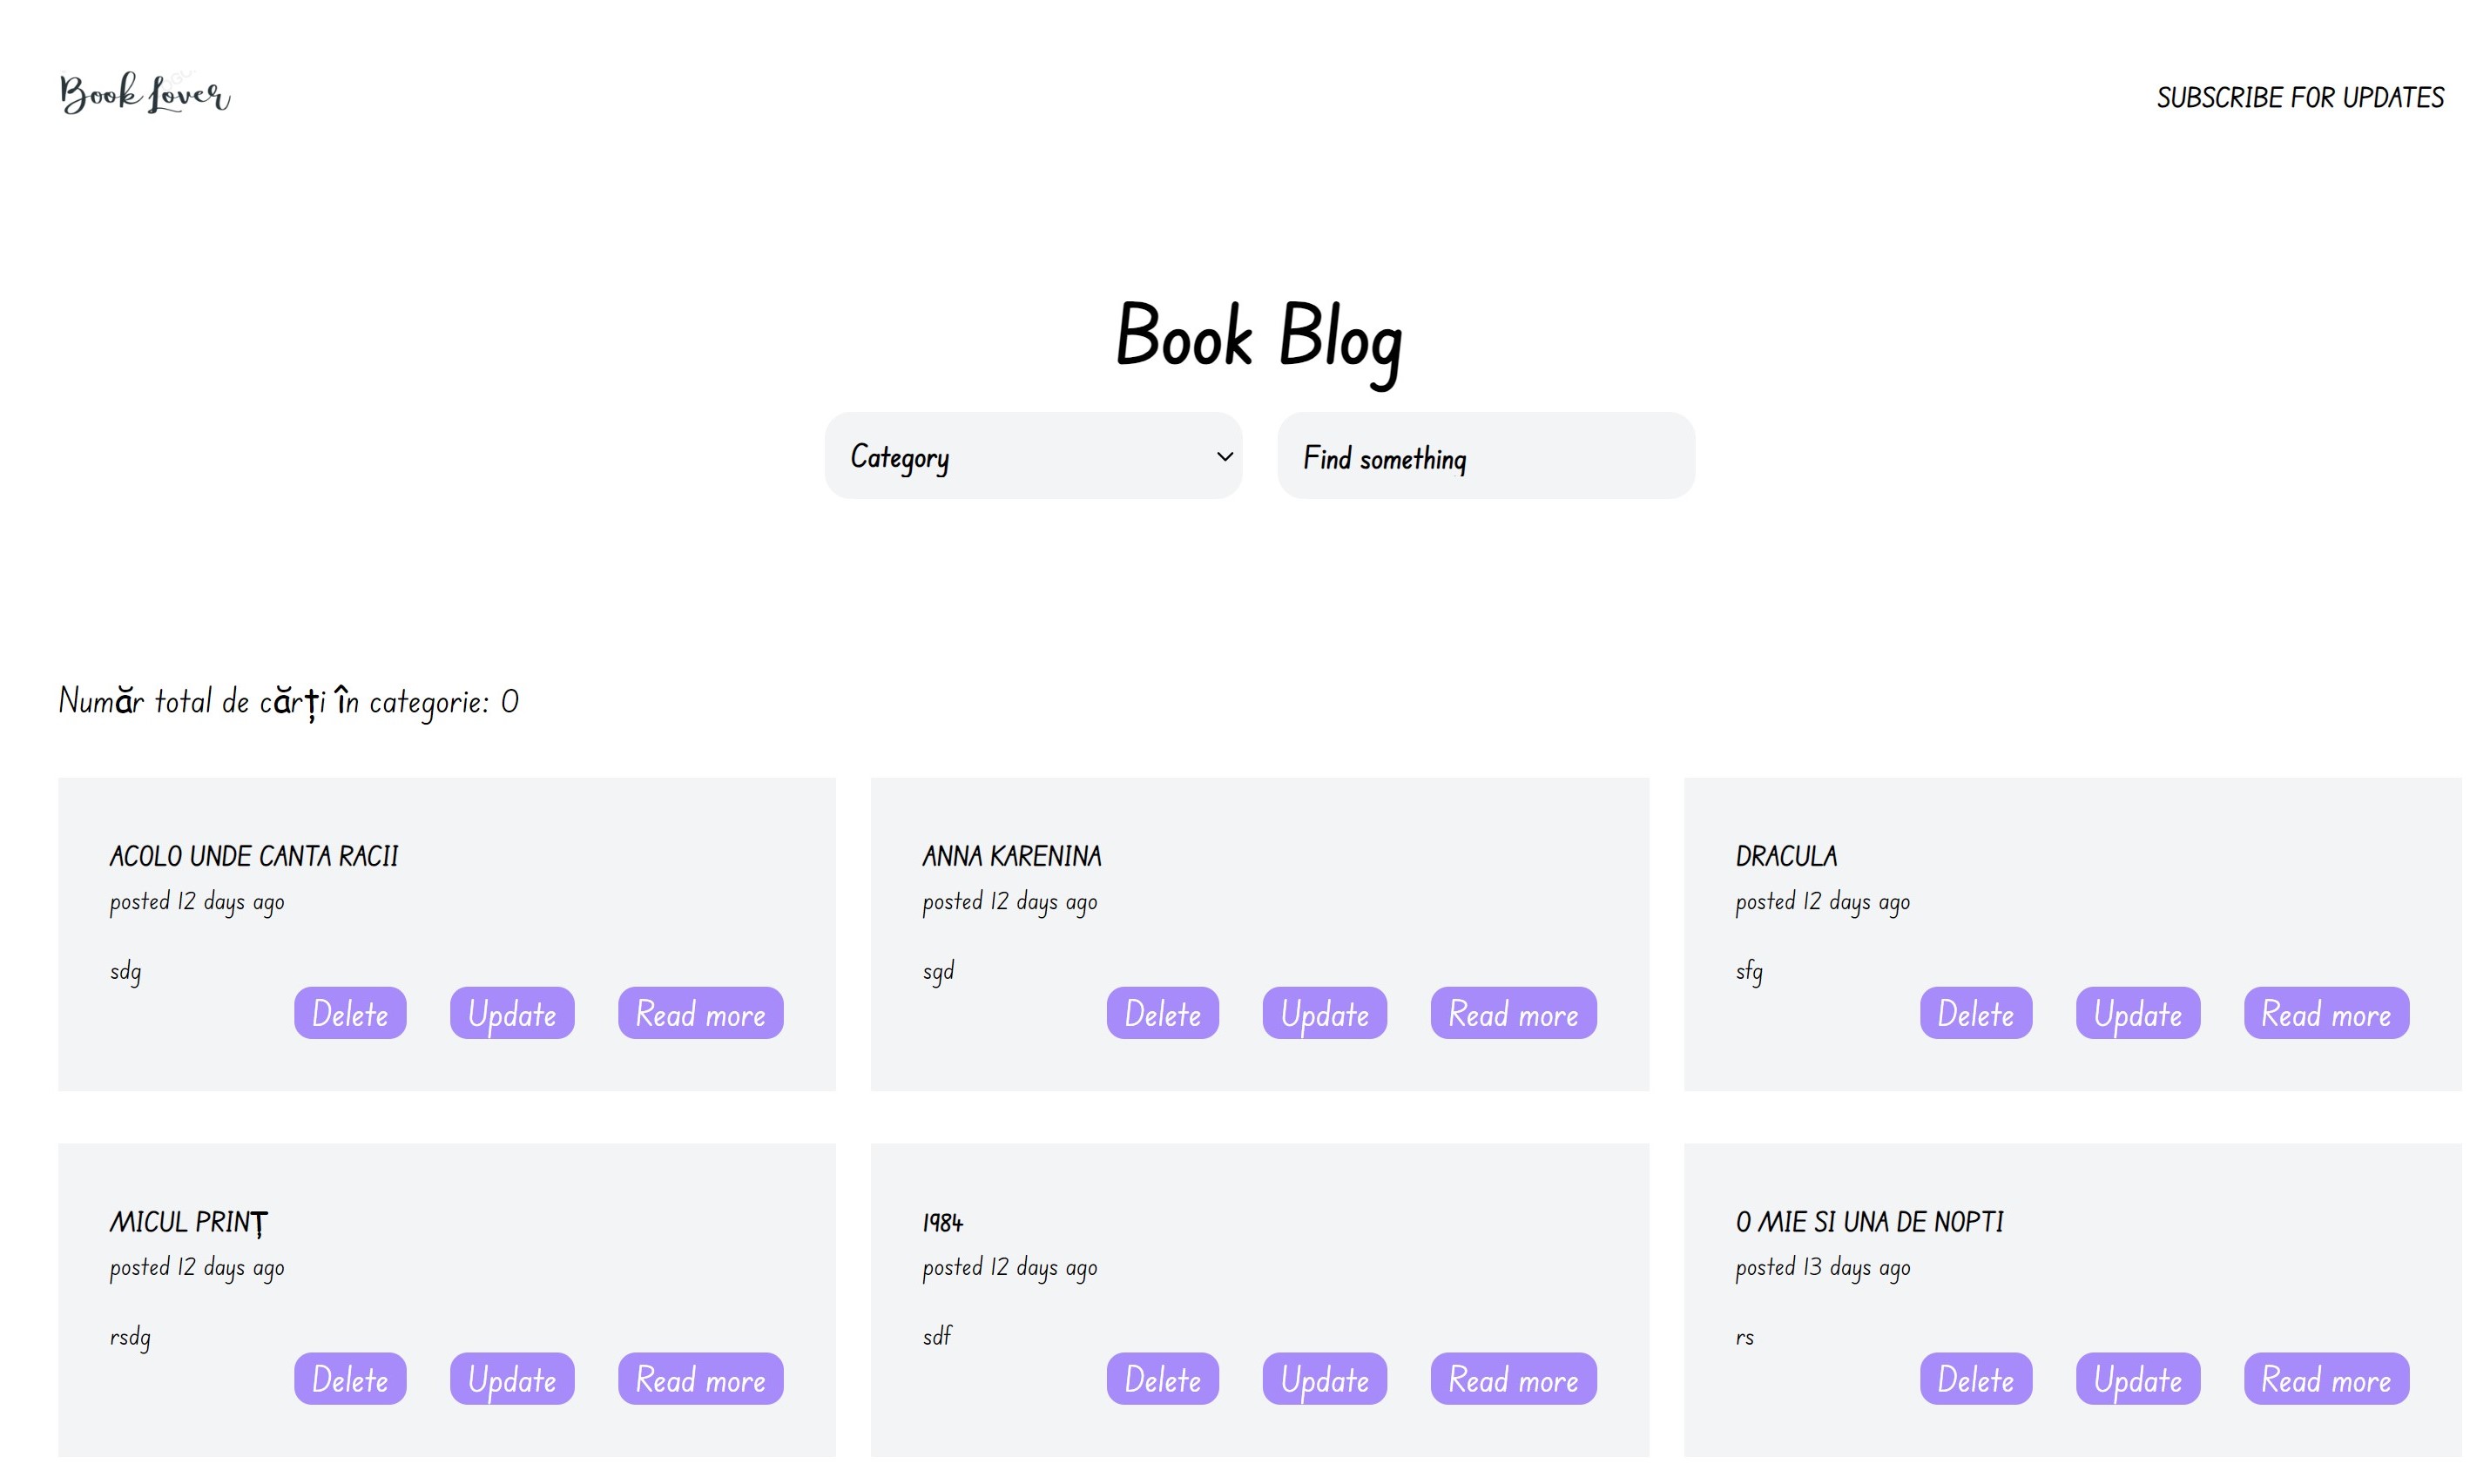 Book Lover
SUBSCRIBE FOR UPDATES
Book Blog
Category
Find something
Număr total de cărți în categorie: 0
ACOLO UNDE CANTA RACII
posted 12 days ago
sdg
Delete Update Read more
ANNA KARENINA
posted 12 days ago
sgd
Delete Update Read more
DRACULA
posted 12 days ago
sfg
Delete Update Read more
MICUL PRINȚ
posted 12 days ago
rsdg
Delete Update Read more
1984
posted 12 days ago
sdf
Delete Update Read more
O MIE SI UNA DE NOPTI
posted 13 days ago
rs
Delete Update Read more